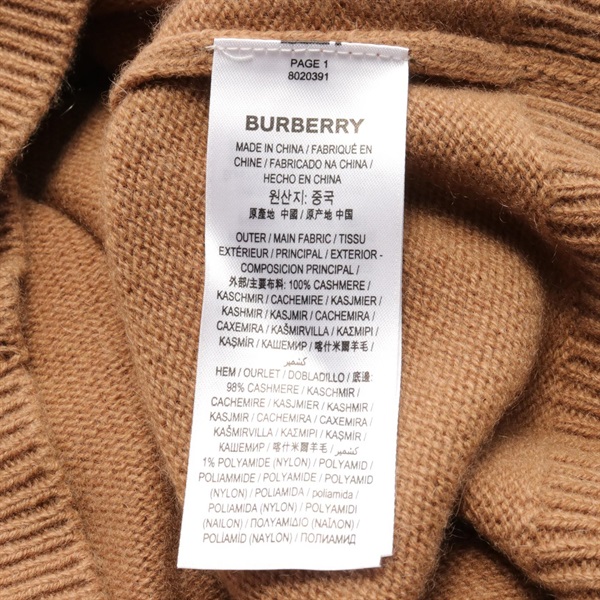 PAGE 1
8020391
BURBERRY
MADE IN CHINA / FABRIQUÉ EN
CHINE / FABRICADO NA CHINA /
HECHO EN CHINA
원산지: 중국
原產地 中國 / 原产地 中国
OUTER / MAIN FABRIC / TISSU
EXTÉRIEUR / PRINCIPAL / EXTERIOR -
COMPOSICIÓN PRINCIPAL /
外部/主要布料: 100% CASHMERE /
KASCHMIR / CACHEMIRE / KASJMIER /
KASHMIR / KASJMIR / CACHEMIRA /
CAXEMIRA / KAŠMIRVILLA / ΚΑΣΜΙΡΙ /
KAŞMİR / КАШЕМИР / 喀什米爾羊毛 /
كشمير
HEM / OURLET / DOBLADILLO / 底邊:
98% CASHMERE / KASCHMIR /
CACHEMIRE / KASJMIER / KASHMIR /
KASJMIR / CACHEMIRA / CAXEMIRA /
KAŠMIRVILLA / ΚΑΣΜΙΡΙ / KAŞMİR /
КАШЕМИР / 喀什米爾羊毛 / كشمير
1% POLYAMIDE (NYLON) / POLYAMID /
POLIAMMIDE / POLYAMIDE / POLYAMID
(NYLON) / POLIAMIDA / poliamida /
POLIAMIDA (NYLON) / POLYAMIDI
(NAILON) / ΠΟΛΥΑΜΙΔΙΟ (ΝΑΪΛΟΝ) /
POLİAMİD (NAYLON) / ПОЛИАМИД